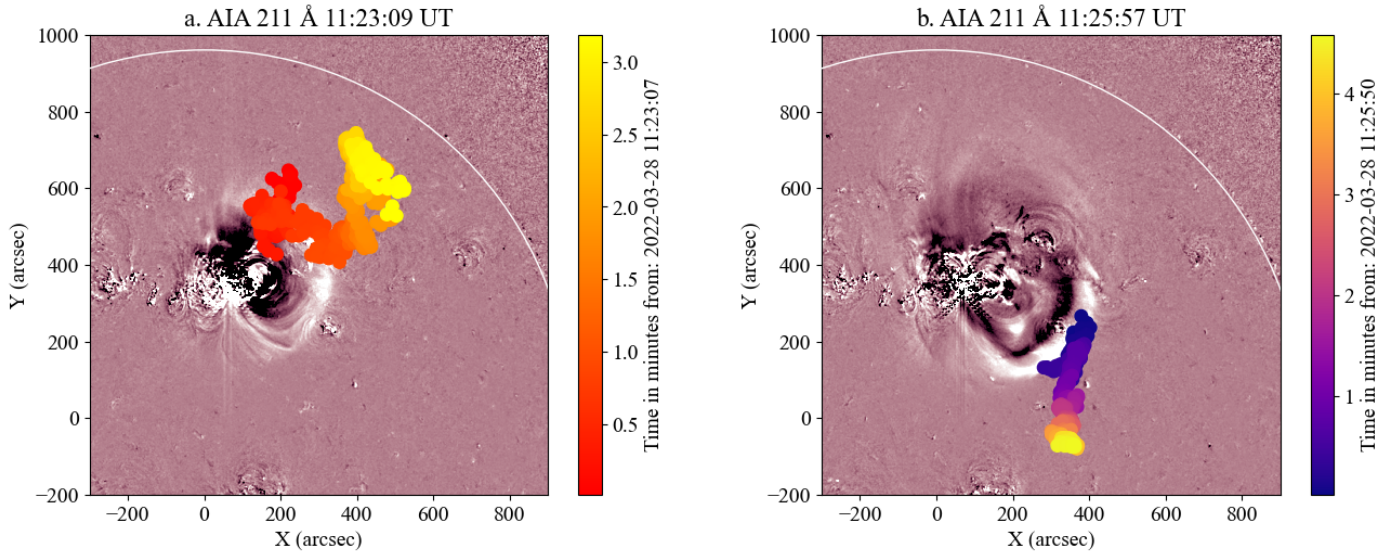 a. AIA 211 Å 11:23:09 UT
1000
800
600
400
200
0
−200
−200 0 200 400 600 800
X (arcsec)
Y (arcsec)
3.0
2.5
2.0
1.5
1.0
0.5
Time in minutes from: 2022-03-28 11:23:07
b. AIA 211 Å 11:25:57 UT
1000
800
600
400
200
0
−200
−200 0 200 400 600 800
X (arcsec)
Y (arcsec)
4
3
2
1
Time in minutes from: 2022-03-28 11:25:50